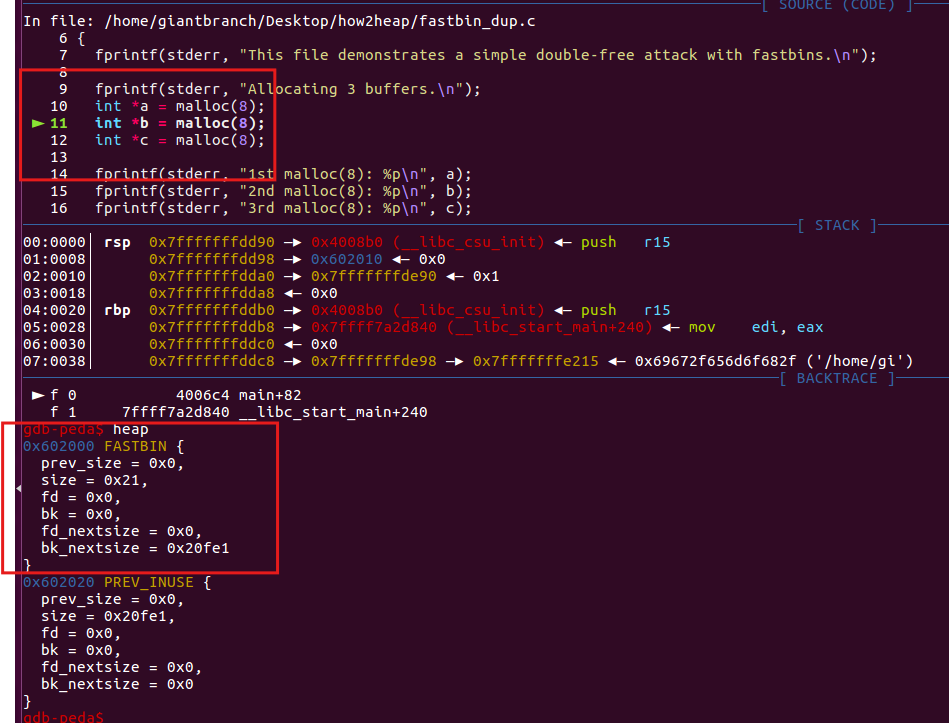 [ SOURCE (CODE) ]
In file: /home/giantbranch/Desktop/how2heap/fastbin_dup.c
6 {
7 fprintf(stderr, "This file demonstrates a simple double-free attack with fastbins.\n");
8
9 fprintf(stderr, "Allocating 3 buffers.\n");
10 int *a = malloc(8);
► 11 int *b = malloc(8);
12 int *c = malloc(8);
13
14 fprintf(stderr, "1st malloc(8): %p\n", a);
15 fprintf(stderr, "2nd malloc(8): %p\n", b);
16 fprintf(stderr, "3rd malloc(8): %p\n", c);
[ STACK ]
00:0000│ rsp 0x7fffffffdd90 —▸ 0x4008b0 (__libc_csu_init) ◂— push r15
01:0008│ 0x7fffffffdd98 —▸ 0x602010 ◂— 0x0
02:0010│ 0x7fffffffdda0 —▸ 0x7fffffffde90 ◂— 0x1
03:0018│ 0x7fffffffdda8 ◂— 0x0
04:0020│ rbp 0x7fffffffddb0 —▸ 0x4008b0 (__libc_csu_init) ◂— push r15
05:0028│ 0x7fffffffddb8 —▸ 0x7ffff7a2d840 (__libc_start_main+240) ◂— mov edi, eax
06:0030│ 0x7fffffffddc0 ◂— 0x0
07:0038│ 0x7fffffffddc8 —▸ 0x7fffffffde98 —▸ 0x7fffffffe215 ◂— 0x69672f656d6f682f ('/home/gi')
[ BACKTRACE ]
► f 0 4006c4 main+82
f 1 7ffff7a2d840 __libc_start_main+240
gdb-peda$ heap
0x602000 FASTBIN {
prev_size = 0x0,
size = 0x21,
fd = 0x0,
bk = 0x0,
fd_nextsize = 0x0,
bk_nextsize = 0x20fe1
}
0x602020 PREV_INUSE {
prev_size = 0x0,
size = 0x20fe1,
fd = 0x0,
bk = 0x0,
fd_nextsize = 0x0,
bk_nextsize = 0x0
}
gdb-peda$